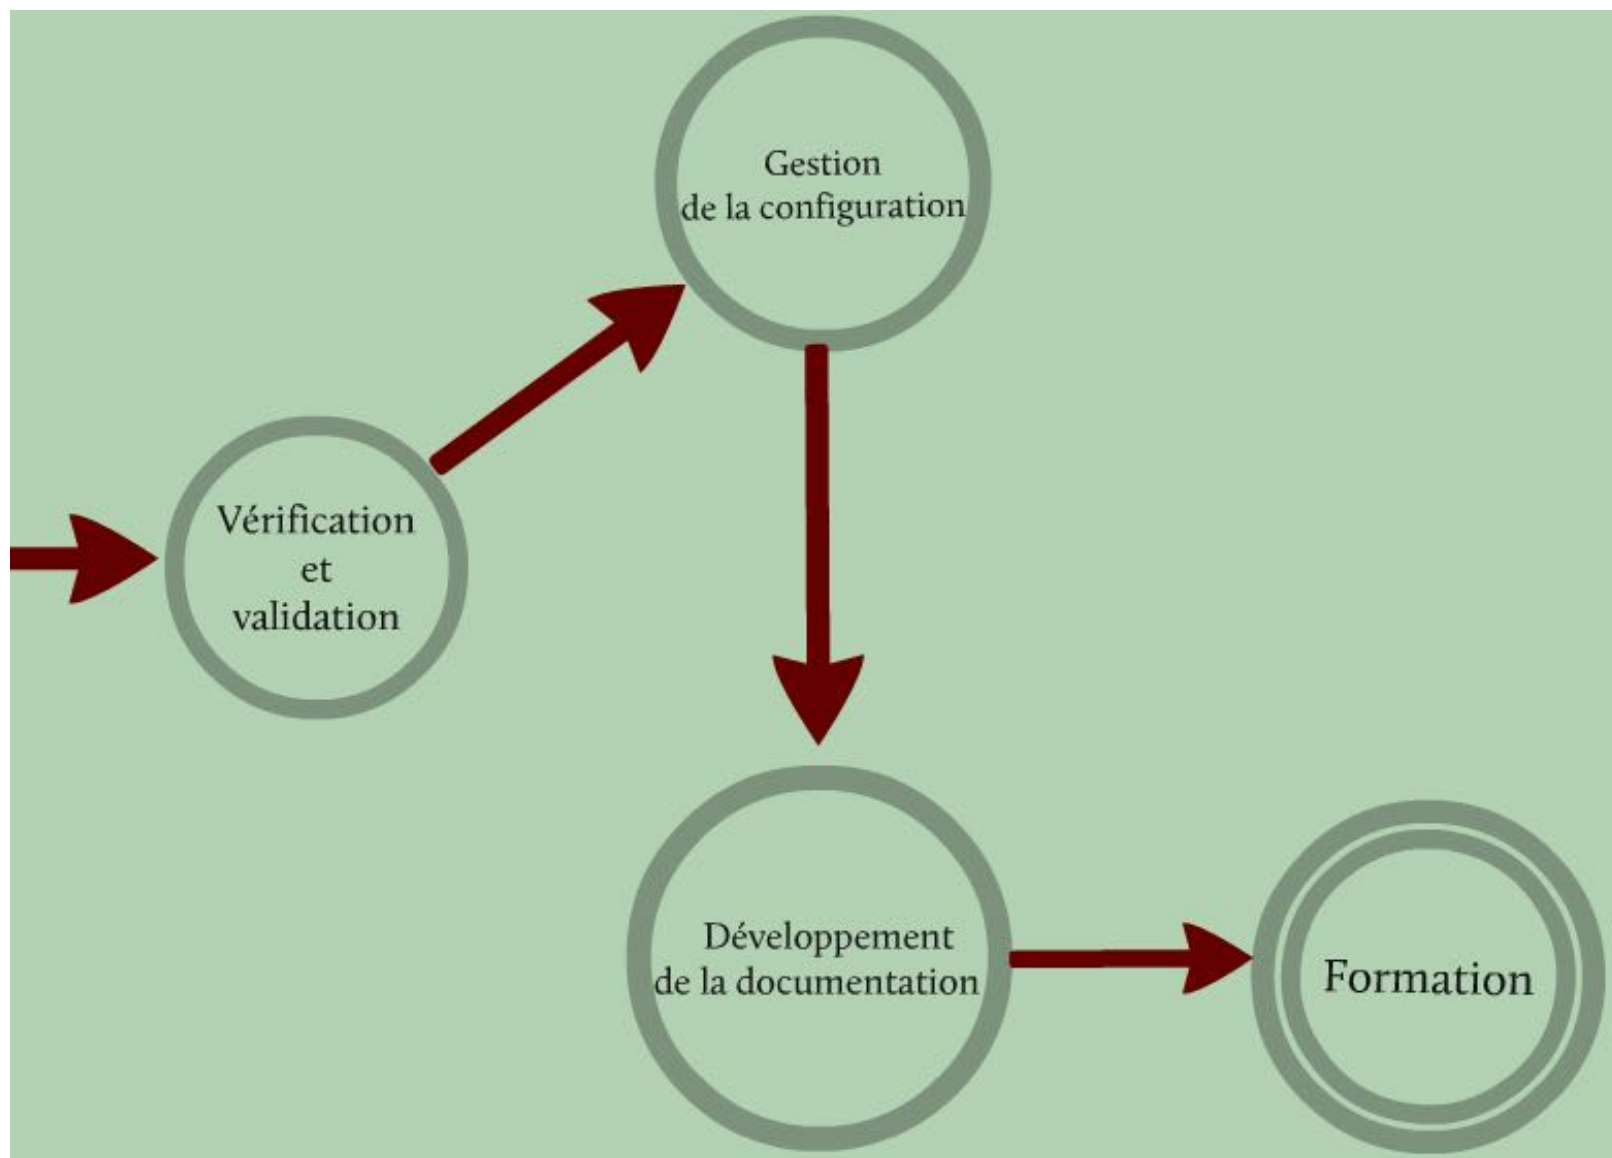 Gestion
de la configuration
Vérification
et
validation
Développement
de la documentation
Formation